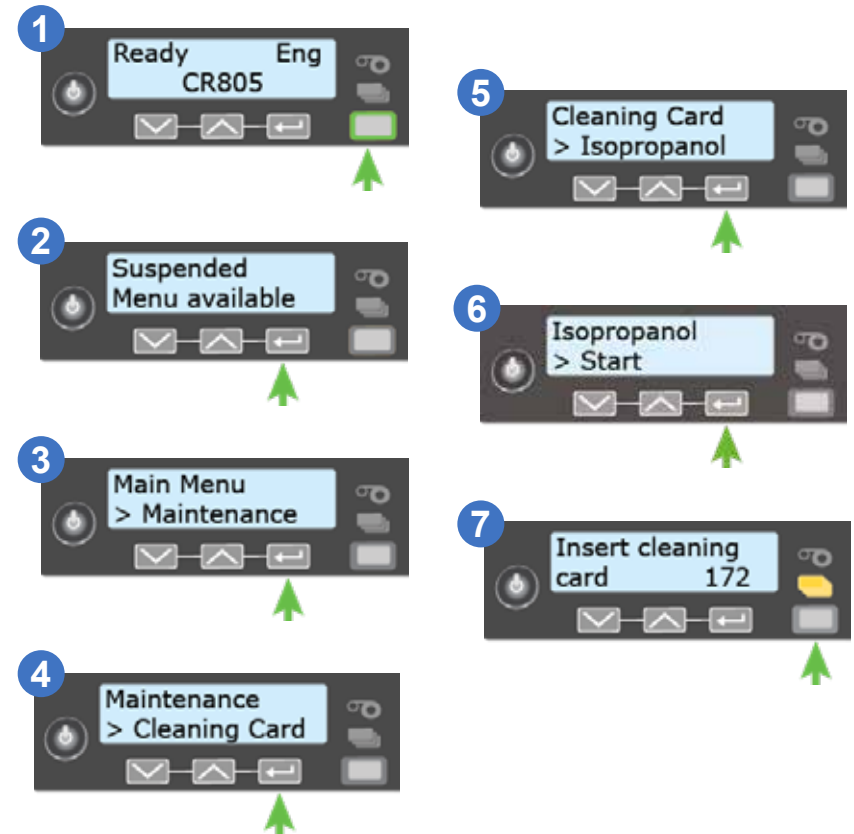 1
Ready Eng
CR805
2
Suspended
Menu available
3
Main Menu
> Maintenance
4
Maintenance
> Cleaning Card
5
Cleaning Card
> Isopropanol
6
Isopropanol
> Start
7
Insert cleaning
card 172